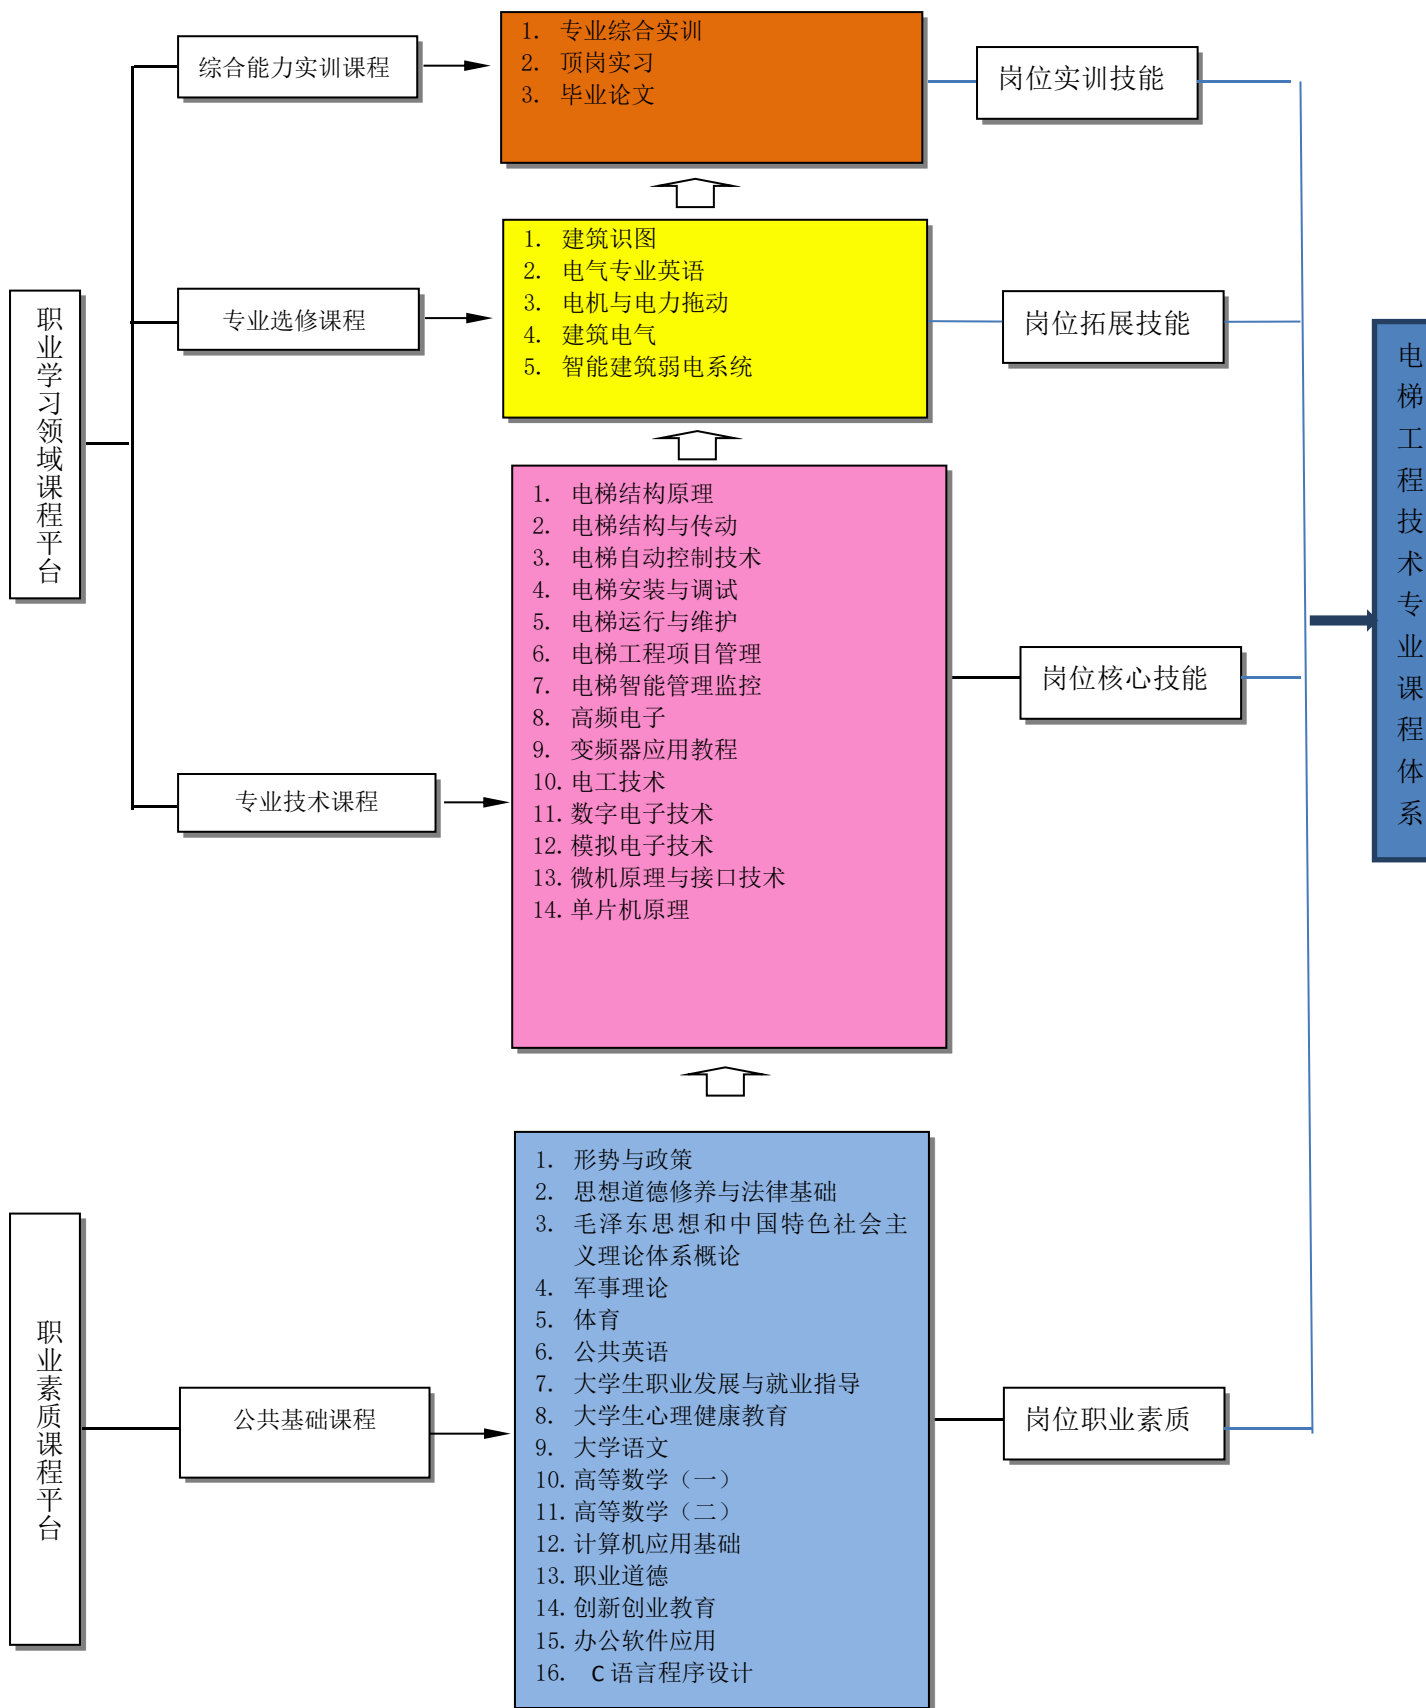 综合能力实训课程
1. 专业综合实训
2. 顶岗实习
3. 毕业论文
岗位实训技能
职业学习领域课程平台
专业选修课程
1. 建筑识图
2. 电气专业英语
3. 电机与电力拖动
4. 建筑电气
5. 智能建筑弱电系统
岗位拓展技能
电梯工程技术专业课程体系
专业技术课程
1. 电梯结构原理
2. 电梯结构与传动
3. 电梯自动控制技术
4. 电梯安装与调试
5. 电梯运行与维护
6. 电梯工程项目管理
7. 电梯智能管理监控
8. 高频电子
9. 变频器应用教程
10. 电工技术
11. 数字电子技术
12. 模拟电子技术
13. 微机原理与接口技术
14. 单片机原理
岗位核心技能
职业素质课程平台
公共基础课程
1. 形势与政策
2. 思想道德修养与法律基础
3. 毛泽东思想和中国特色社会主
义理论体系概论
4. 军事理论
5. 体育
6. 公共英语
7. 大学生职业发展与就业指导
8. 大学生心理健康教育
9. 大学语文
10. 高等数学（一）
11. 高等数学（二）
12. 计算机应用基础
13. 职业道德
14. 创新创业教育
15. 办公软件应用
16. C 语言程序设计
岗位职业素质